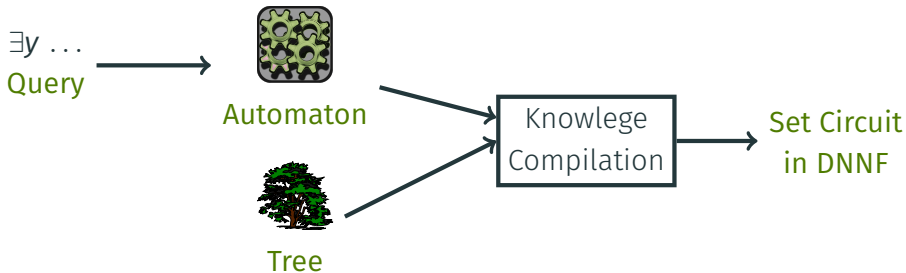 ∃y ...
Query
Automaton
Tree
Knowlege
Compilation
Set Circuit
in DNNF